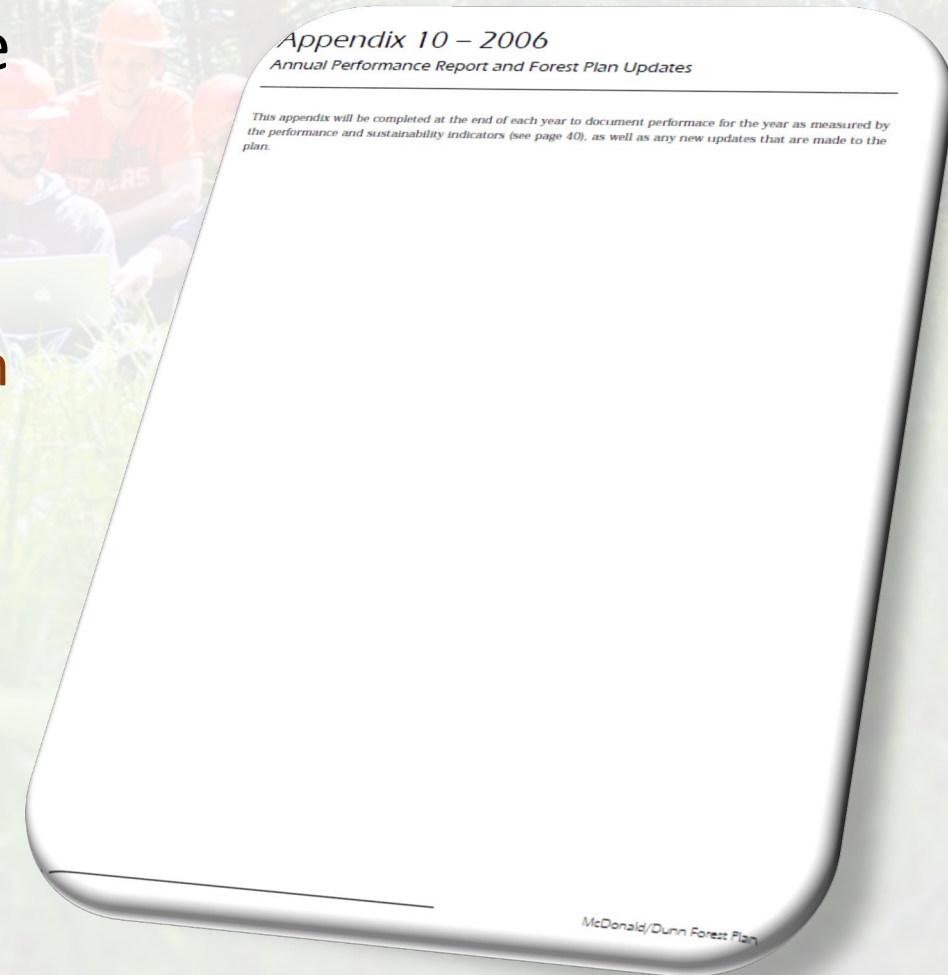 e
Appendix 10 – 2006
Annual Performance Report and Forest Plan Updates
This appendix will be completed at the end of each year to document performace for the year as measured by
the performance and sustainability indicators (see page 40), as well as any new updates that are made to the
plan.
n
McDonald/Dunn Forest Plan